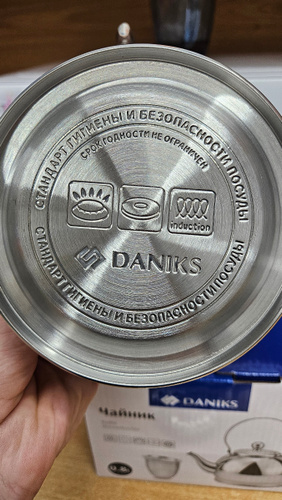 СТАНДАРТ ГИГИЕНЫ И БЕЗОПАСНОСТИ ПОСУДЫ
СРОК ГОДНОСТИ НЕ ОГРАНИЧЕН
induction
DANIKS
СТАНДАРТ ГИГИЕНЫ И БЕЗОПАСНОСТИ ПОСУДЫ
DANIKS
Чайник